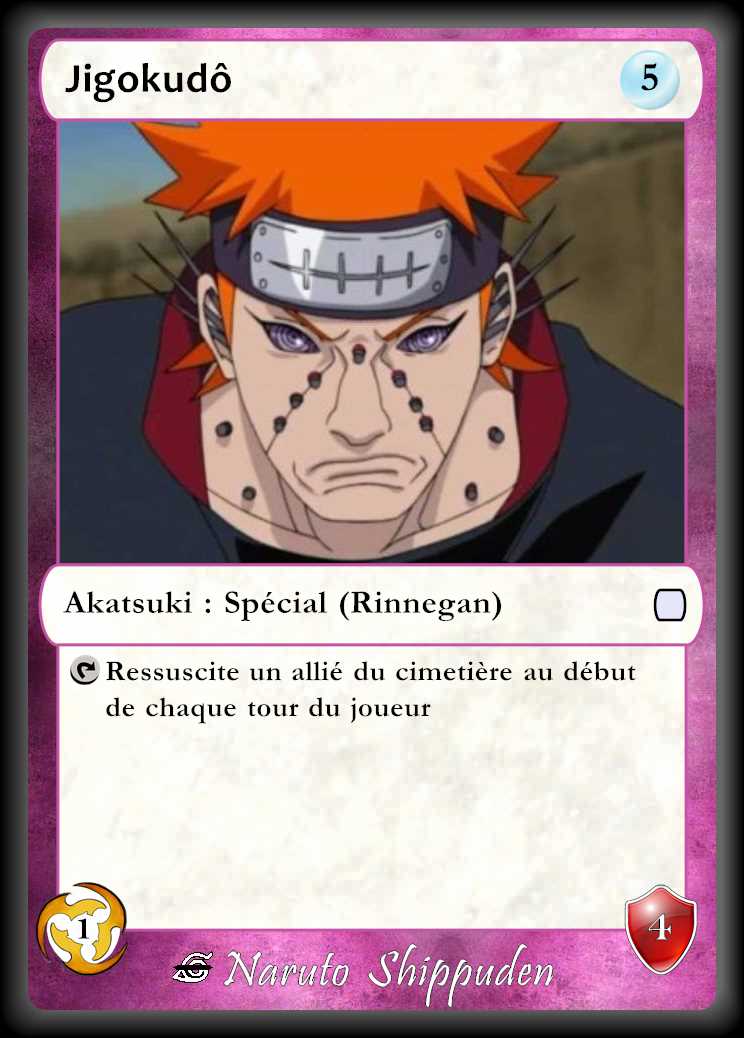 Jigokudô 5
Akatsuki : Spécial (Rinnegan)
Ressuscite un allié du cimetière au début
de chaque tour du joueur
1 4
Naruto Shippuden